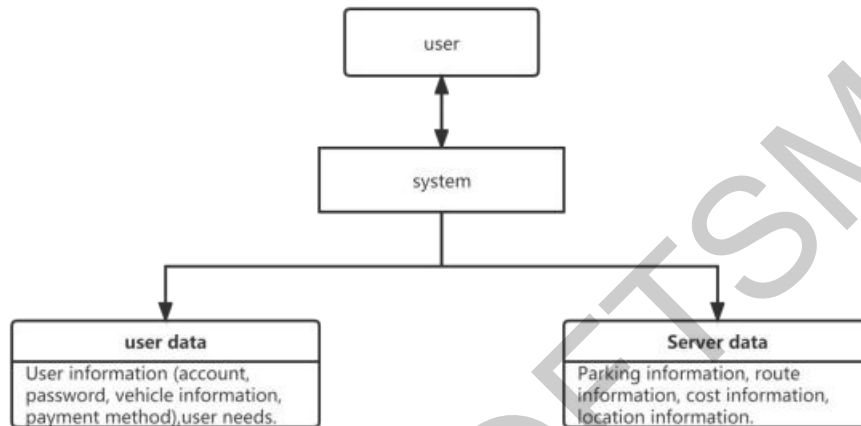 user
system
user data
User information (account,
password, vehicle information,
payment method),user needs.
Server data
Parking information, route
information, cost information,
location information.